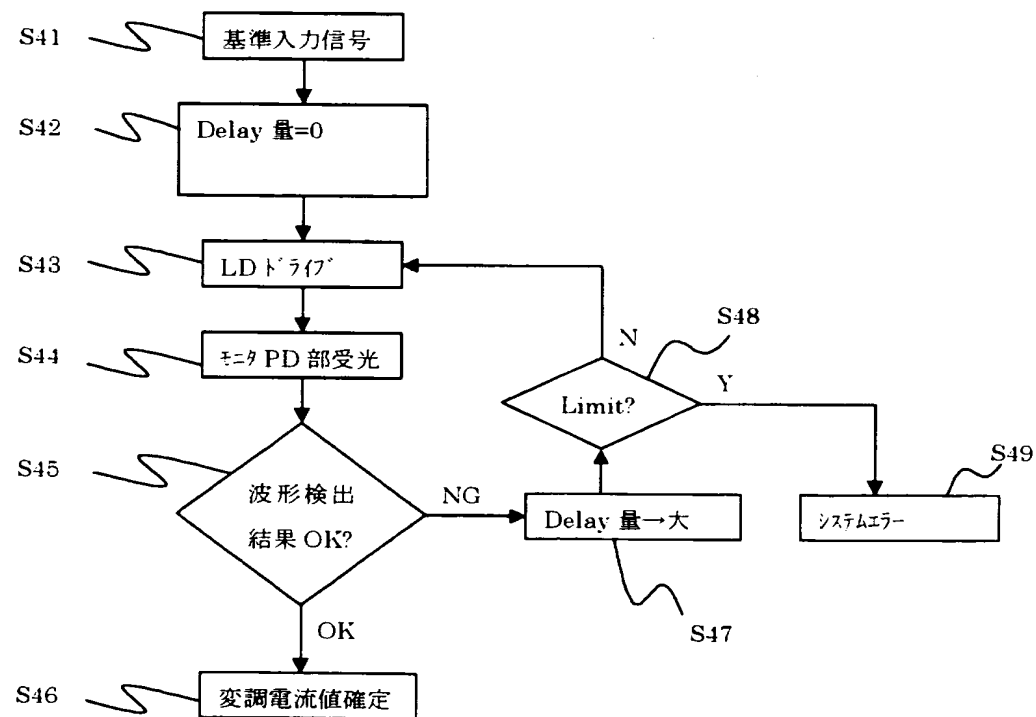 S41
基準入力信号
S42
Delay 量=0
S43
LDドライブ
S44
モニタ PD 部受光
S45
波形検出
結果 OK?
NG
OK
S46
変調電流値確定
Delay 量→大
S47
Limit?
S48
N
Y
S49
システムエラー